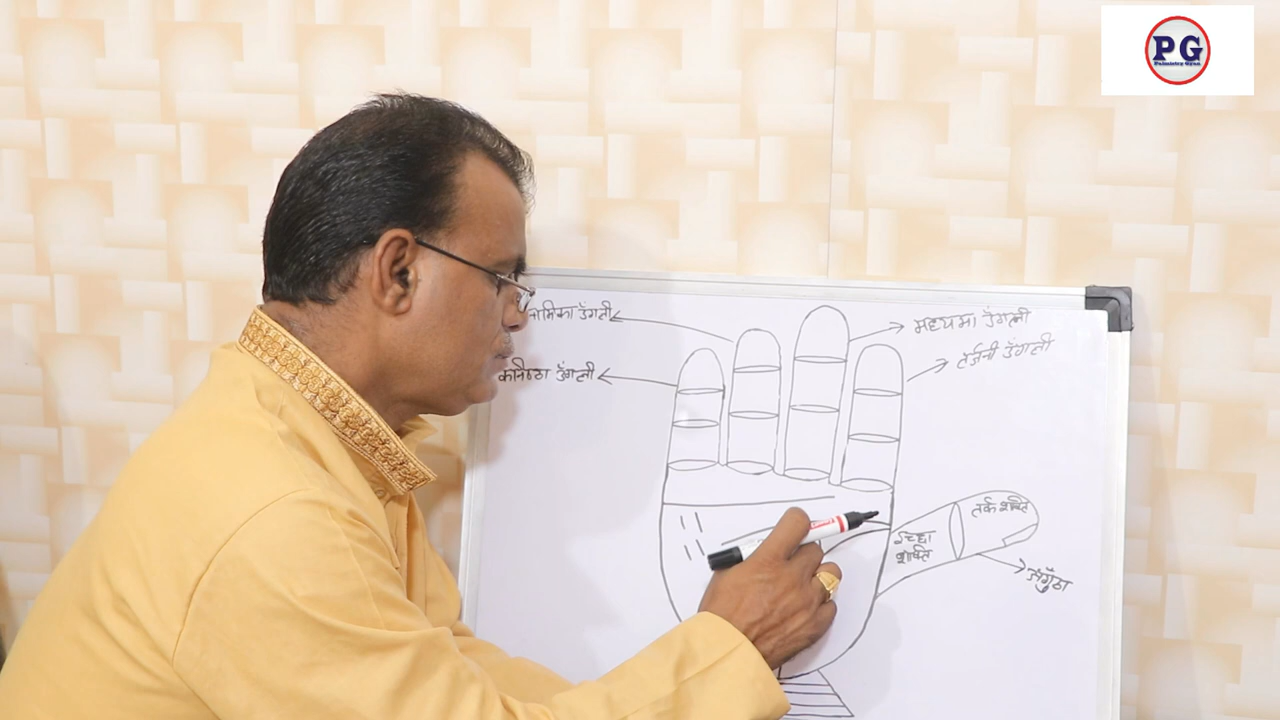 PG
Palmistry Gyan
नामिका उँगली
मध्यमा उँगली
तर्जनी उँगली
कनिष्ठा उँगली
तर्क शक्ति
इच्छा
शक्ति
अँगुँठा